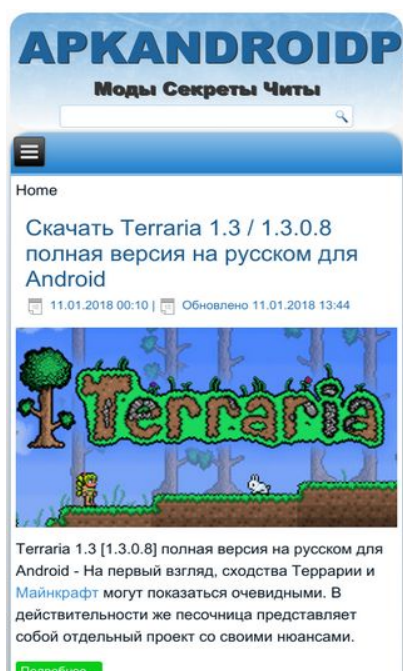 APKANDROIDP
Моды Секреты Читы
Home
Скачать Terraria 1.3 / 1.3.0.8
полная версия на русском для
Android
11.01.2018 00:10 | Обновлено 11.01.2018 13:44
Terraria
Terraria 1.3 [1.3.0.8] полная версия на русском для
Android - На первый взгляд, сходства Террарии и
Майнкрафт могут показаться очевидными. В
действительности же песочница представляет
собой отдельный проект со своими нюансами.
Подробнее...